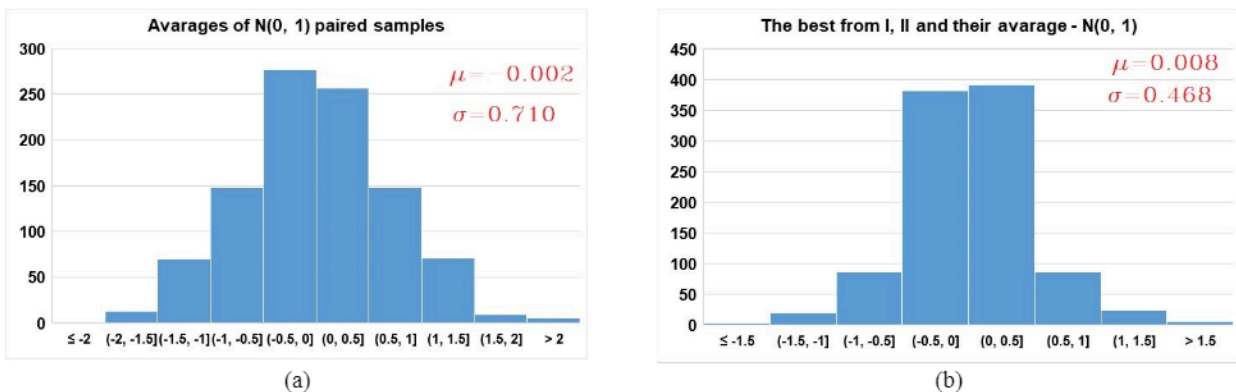 Avarages of N(0, 1) paired samples
300
250
200
150
100
50
0
μ=-0.002
σ=0.710
≤ -2 (-2, -1.5] (-1.5, -1] (-1, -0.5] (-0.5, 0] (0, 0.5] (0.5, 1] (1, 1.5] (1.5, 2] > 2
(a)
The best from I, II and their avarage - N(0, 1)
450
400
350
300
250
200
150
100
50
0
μ=0.008
σ=0.468
≤ -1.5 (-1.5, -1] (-1, -0.5] (-0.5, 0] (0, 0.5] (0.5, 1] (1, 1.5] > 1.5
(b)